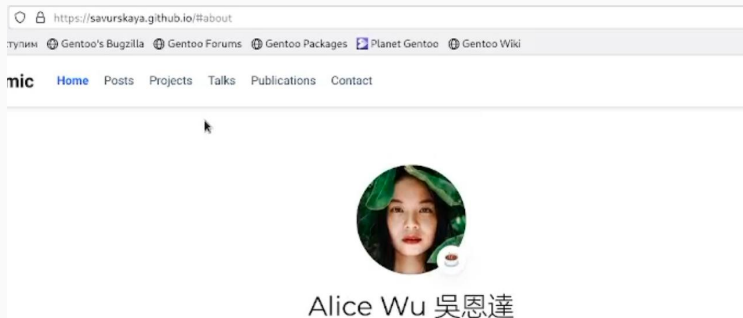 https://savurskaya.github.io/#about
тупим Gentoo's Bugzilla Gentoo Forums Gentoo Packages Planet Gentoo Gentoo Wiki
mic Home Posts Projects Talks Publications Contact
Alice Wu 吳恩達